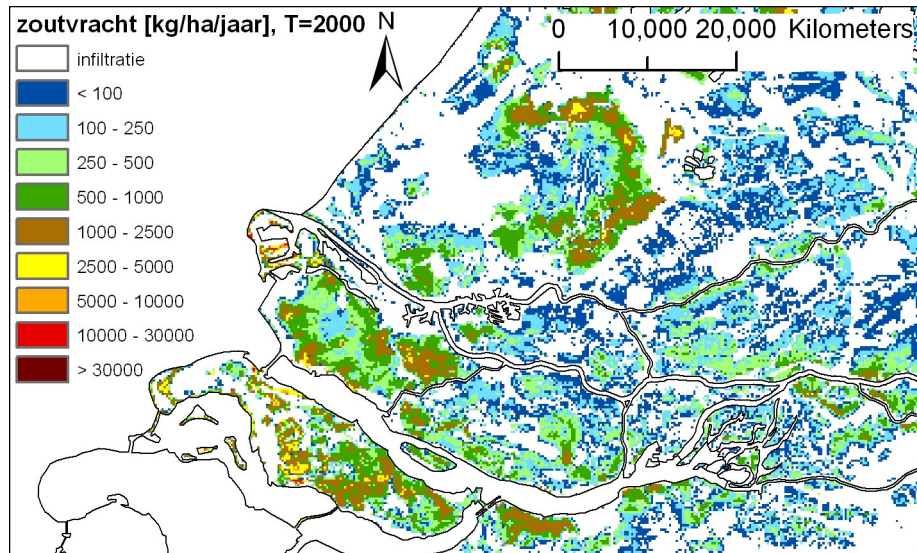 zoutvracht [kg/ha/jaar], T=2000
infiltratie
< 100
100 - 250
250 - 500
500 - 1000
1000 - 2500
2500 - 5000
5000 - 10000
10000 - 30000
> 30000
N
0 10,000 20,000 Kilometers